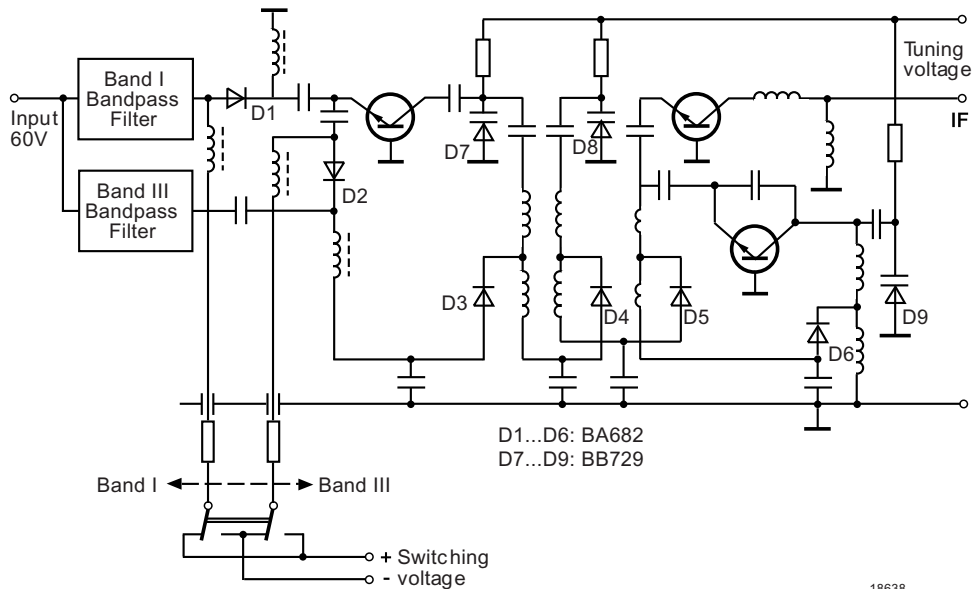 Band I
Bandpass
Filter
Input
60V
Band III
Bandpass
Filter
D1
D2
D3
D7
D8
D4
D5
D6
D9
Tuning
voltage
IF
D1...D6: BA682
D7...D9: BB729
Band I
Band III
+ Switching
- voltage
18638